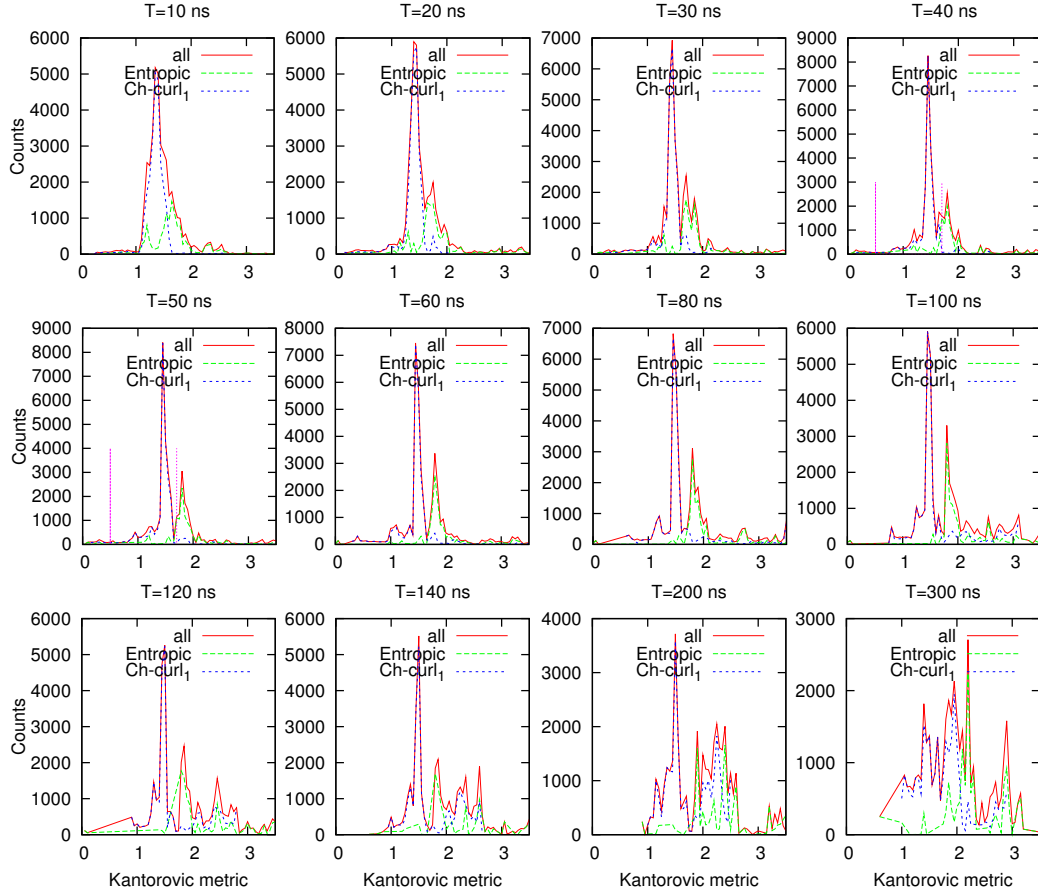 T=10 ns T=20 ns T=30 ns T=40 ns
6000 6000 7000 9000
all all all all
Entropic Entropic Entropic Entropic
Ch-curl1 Ch-curl1 Ch-curl1 Ch-curl1
5000 5000 6000 8000
4000 4000 5000 7000
3000 3000 4000 6000
2000 2000 3000 5000
1000 1000 2000 4000
0 0 1000 3000
0 2000
1000
0
Counts
0 1 2 3 0 1 2 3 0 1 2 3 0 1 2 3
T=50 ns T=60 ns T=80 ns T=100 ns
9000 8000 7000 6000
all all all all
Entropic Entropic Entropic Entropic
Ch-curl1 Ch-curl1 Ch-curl1 Ch-curl1
8000 7000 6000 5000
7000 6000 5000 4000
6000 5000 4000 3000
5000 4000 3000 2000
4000 3000 2000 1000
3000 2000 1000 0
2000 1000 0
1000 0
0
Counts
0 1 2 3 0 1 2 3 0 1 2 3 0 1 2 3
T=120 ns T=140 ns T=200 ns T=300 ns
6000 6000 4000 3000
all all all all
Entropic Entropic Entropic Entropic
Ch-curl1 Ch-curl1 Ch-curl1 Ch-curl1
5000 5000 3000 2000
4000 4000 2000 1000
3000 3000 1000 0
2000 2000 0
1000 1000
0 0
Counts
0 1 2 3 0 1 2 3 0 1 2 3 0 1 2 3
Kantorovic metric Kantorovic metric Kantorovic metric Kantorovic metric